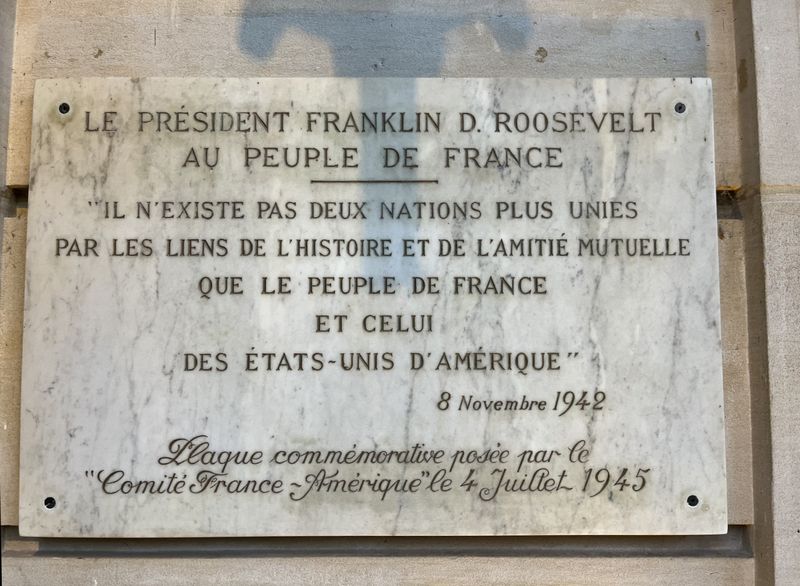 LE PRÉSIDENT FRANKLIN D. ROOSEVELT
AU PEUPLE DE FRANCE
"IL N'EXISTE PAS DEUX NATIONS PLUS UNIES
PAR LES LIENS DE L'HISTOIRE ET DE L'AMITIÉ MUTUELLE
QUE LE PEUPLE DE FRANCE
ET CELUI
DES ÉTATS-UNIS D'AMÉRIQUE"
8 Novembre 1942
Plaque commémorative posée par le
"Comité France-Amérique" le 4 Juillet 1945